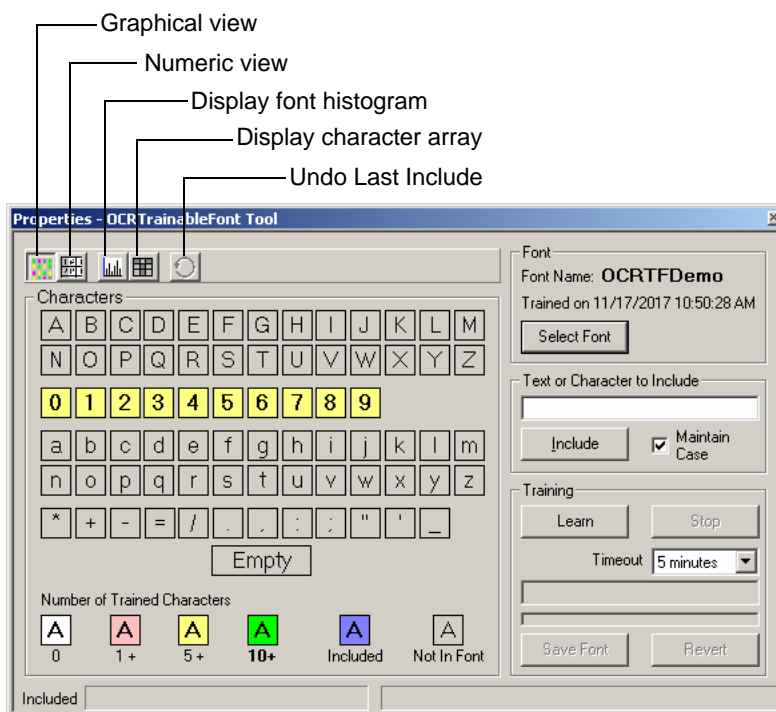 Graphical view
Numeric view
Display font histogram
Display character array
Undo Last Include
Properties - OCRTrainableFont Tool
Characters
A B C D E F G H I J K L M
N O P Q R S T U V W X Y Z
0 1 2 3 4 5 6 7 8 9
a b c d e f g h i j k l m
n o p q r s t u v w x y z
* + - = / . , : ; " ' _
Empty
Number of Trained Characters
A A A A A A
0 1 + 5 + 10+ Included Not In Font
Font
Font Name: OCRTFDemo
Trained on 11/17/2017 10:50:28 AM
Select Font
Text or Character to Include
Include
Maintain
Case
Training
Learn Stop
Timeout 5 minutes
Save Font Revert
Included